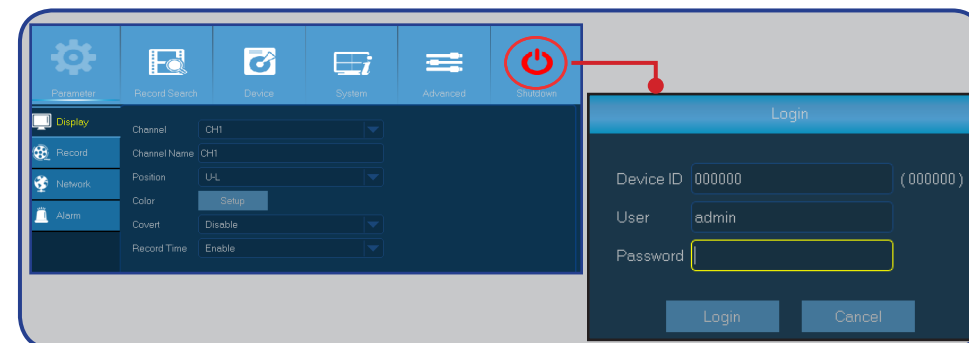 Parameter
Record Search
Device
System
Advanced
Shutdown
Display
Record
Network
Alarm
Channel CH1
Channel Name CH1
Position U-L
Color Setup
Covert Disable
Record Time Enable
Login
Device ID 000000 (000000)
User admin
Password
Login Cancel